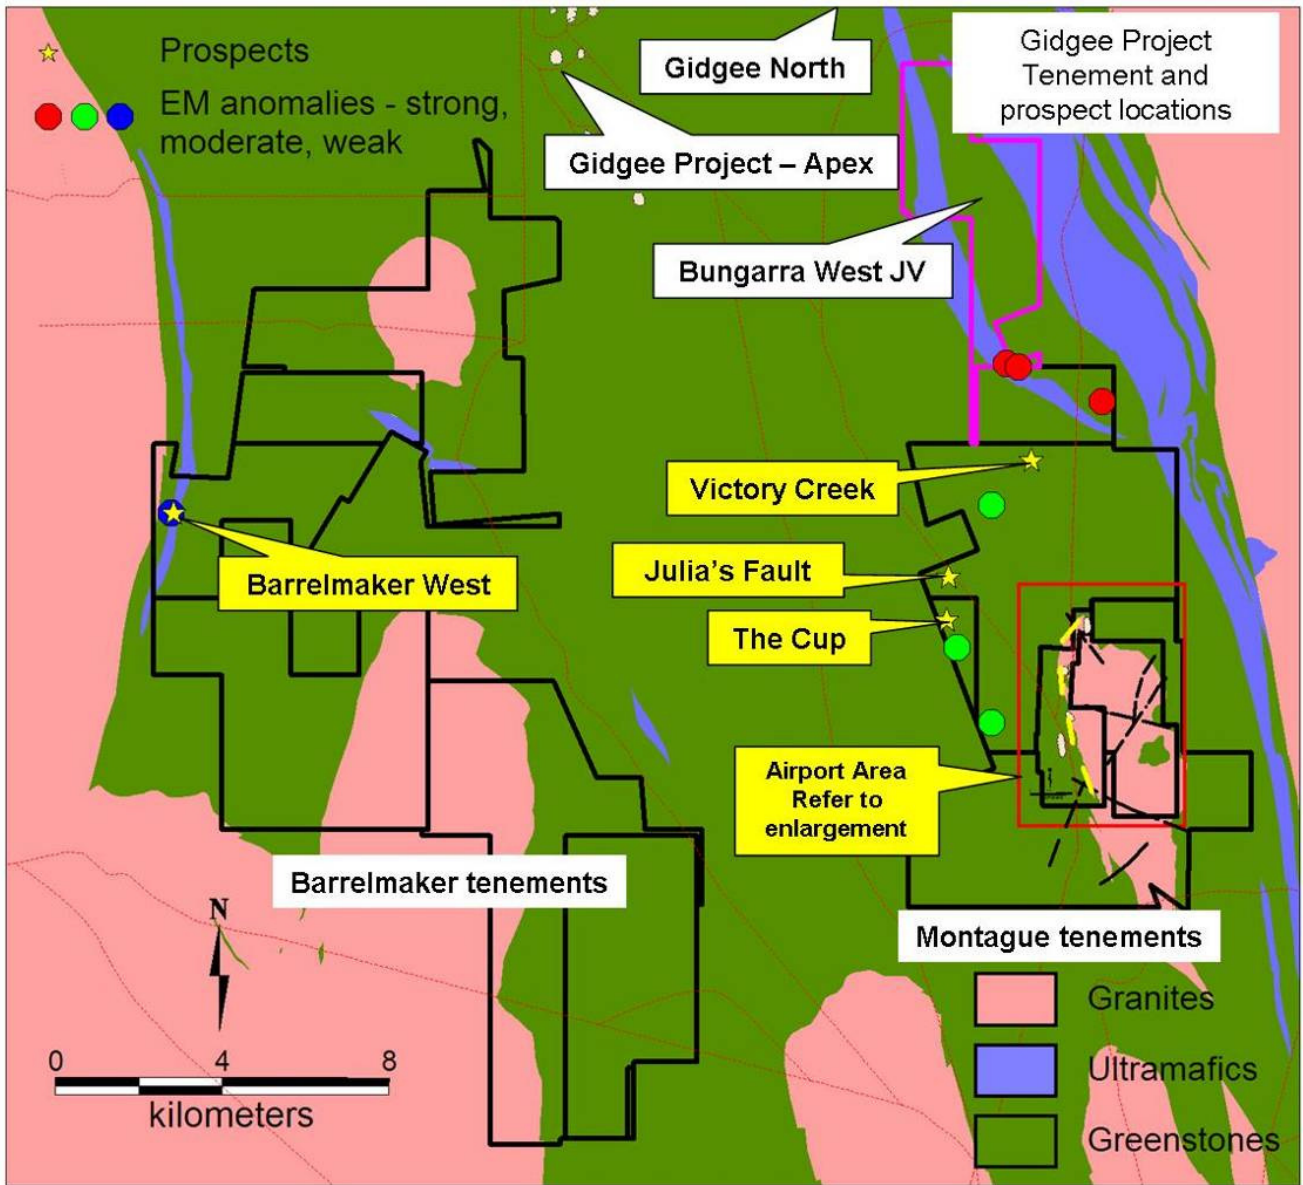 Prospects
EM anomalies - strong,
moderate, weak
Gidgee North
Gidgee Project
Tenement and
prospect locations
Gidgee Project – Apex
Bungarra West JV
Victory Creek
Julia's Fault
Barrelmaker West
The Cup
Airport Area
Refer to
enlargement
Barrelmaker tenements
Montague tenements
N
0 4 8
kilometers
Granites
Ultramafics
Greenstones